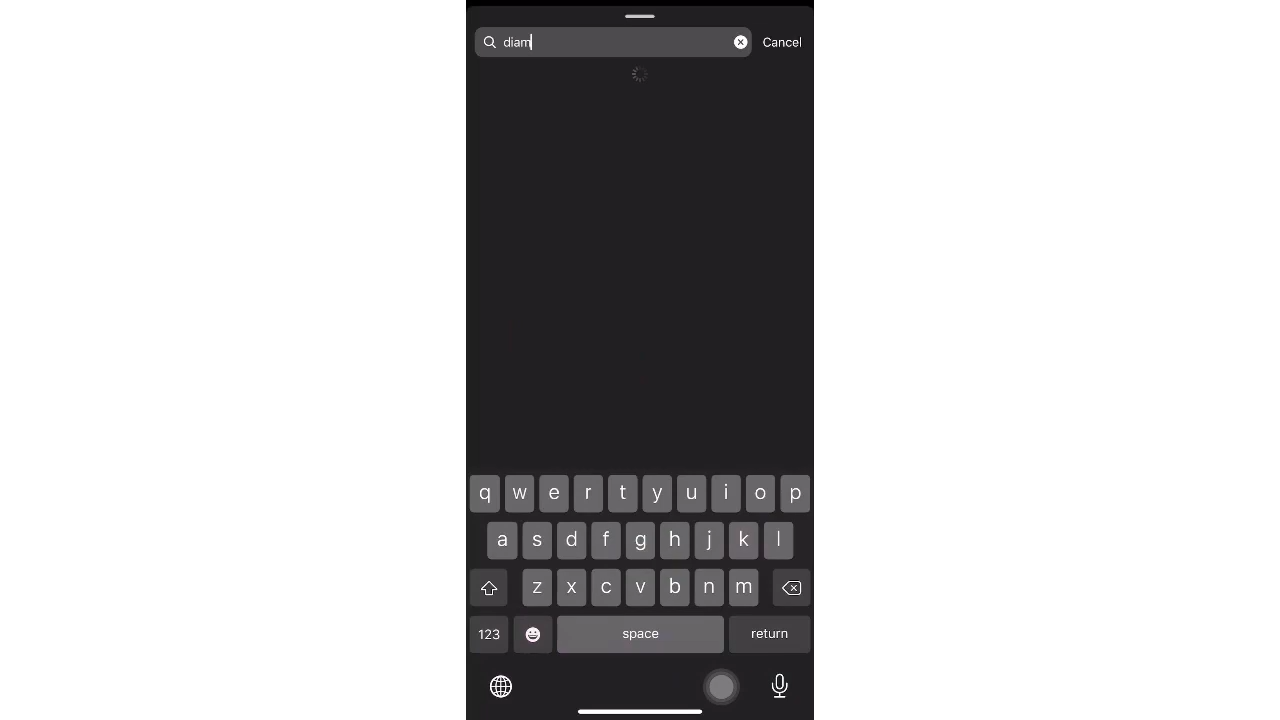 diam Cancel
q w e r t y u i o p
a s d f g h j k l
z x c v b n m
123 space return